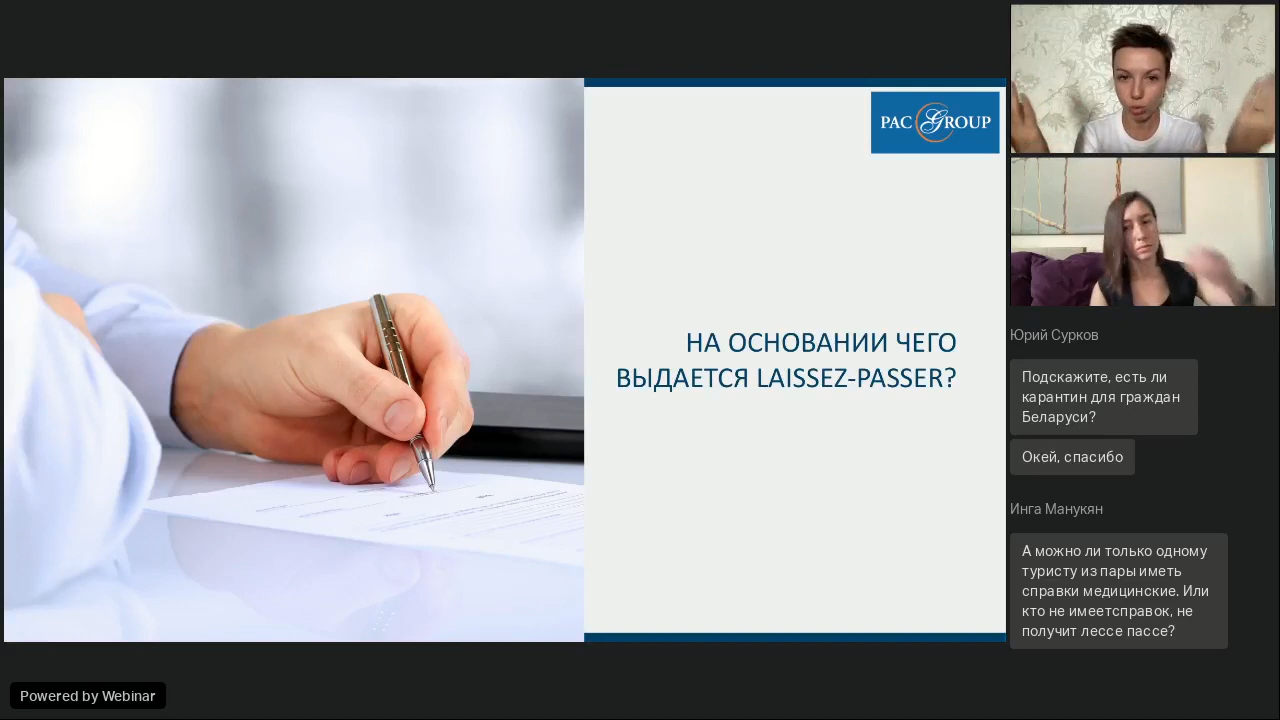 PAC GROUP
НА ОСНОВАНИИ ЧЕГО
ВЫДАЕТСЯ LAISSEZ-PASSER?
Юрий Сурков
Подскажите, есть ли
карантин для граждан
Беларуси?
Окей, спасибо
Инга Манукян
А можно ли только одному
туристу из пары иметь
справки медицинские. Или
кто не имеетсправок, не
получит лессе пассе?
Powered by Webinar